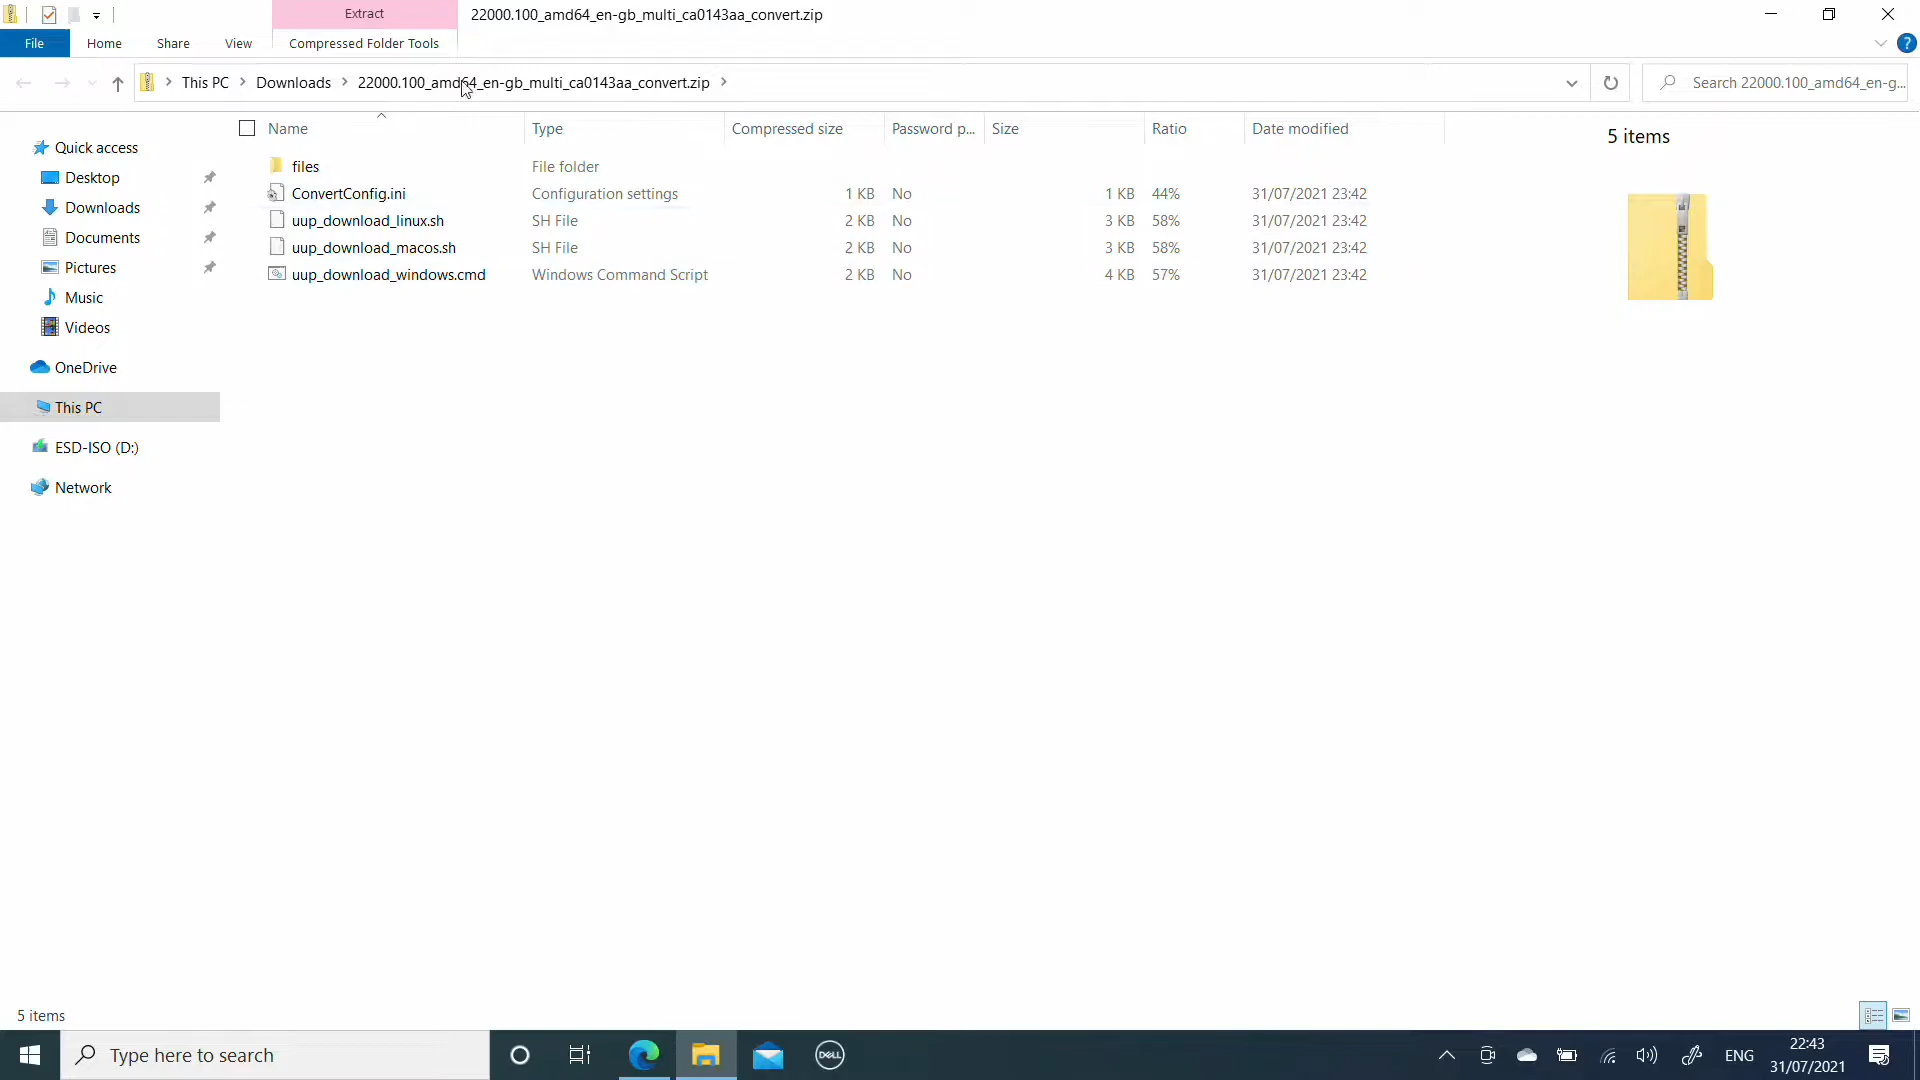 Extract
22000.100_amd64_en-gb_multi_ca0143aa_convert.zip
File Home Share View Compressed Folder Tools
This PC Downloads 22000.100_amd64_en-gb_multi_ca0143aa_convert.zip
Search 22000.100_amd64_en-g...
Name Type Compressed size Password p... Size Ratio Date modified
files File folder
ConvertConfig.ini Configuration settings 1 KB No 1 KB 44% 31/07/2021 23:42
uup_download_linux.sh SH File 2 KB No 3 KB 58% 31/07/2021 23:42
uup_download_macos.sh SH File 2 KB No 3 KB 58% 31/07/2021 23:42
uup_download_windows.cmd Windows Command Script 2 KB No 4 KB 57% 31/07/2021 23:42
5 items
Quick access
Desktop
Downloads
Documents
Pictures
Music
Videos
OneDrive
This PC
ESD-ISO (D:)
Network
5 items
Type here to search
DELL
ENG
22:43
31/07/2021